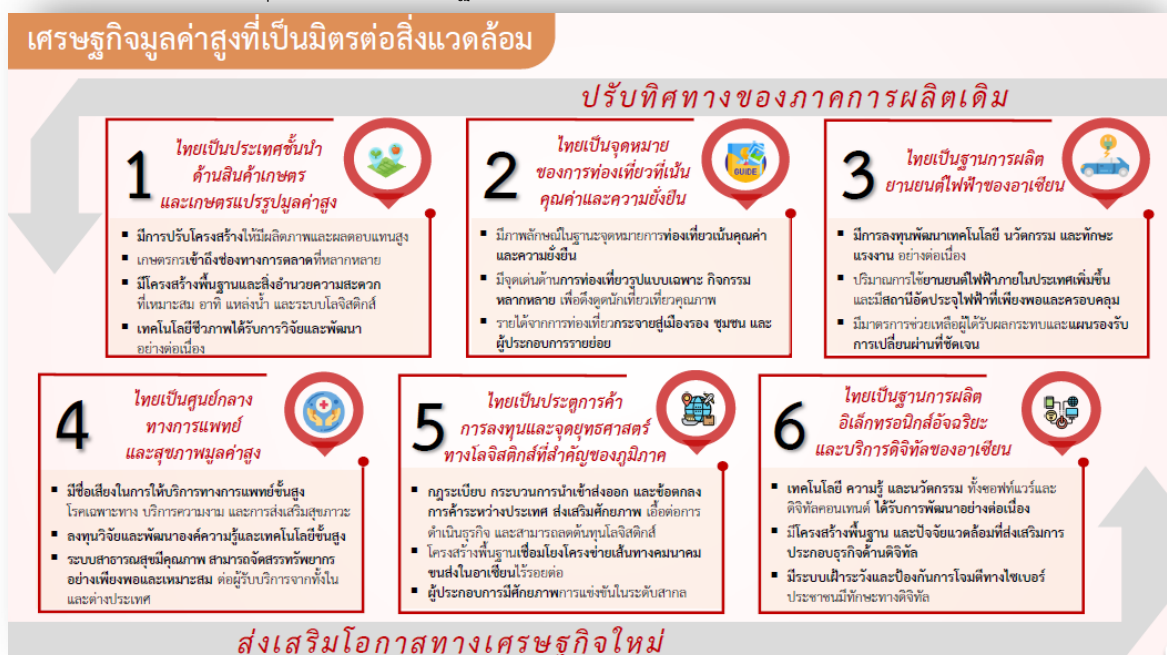 เศรษฐกิจมูลค่าสูงที่เป็นมิตรต่อสิ่งแวดล้อม
ปรับทิศทางของภาคการผลิตเดิม
1
ไทยเป็นประเทศชั้นนำ
ด้านสินค้าเกษตร
และเกษตรแปรรูปมูลค่าสูง
▪ มีการปรับโครงสร้างให้มีผลิตภาพและผลตอบแทนสูง
▪ เกษตรกรเข้าถึงช่องทางการตลาดที่หลากหลาย
▪ มีโครงสร้างพื้นฐานและสิ่งอำนวยความสะดวก
ที่เหมาะสม อาทิ แหล่งน้ำ และระบบโลจิสติกส์
▪ เทคโนโลยีชีวภาพได้รับการวิจัยและพัฒนา
อย่างต่อเนื่อง
2
ไทยเป็นจุดหมาย
ของการท่องเที่ยวที่เน้น
คุณค่าและความยั่งยืน
GUIDE
▪ มีภาพลักษณ์ในฐานะจุดหมายการท่องเที่ยวเน้นคุณค่า
และความยั่งยืน
▪ มีจุดเด่นด้านการท่องเที่ยวรูปแบบเฉพาะ กิจกรรม
หลากหลาย เพื่อดึงดูดนักเที่ยวเที่ยวคุณภาพ
▪ รายได้จากการท่องเที่ยวกระจายสู่เมืองรอง ชุมชน และ
ผู้ประกอบการรายย่อย
3
ไทยเป็นฐานการผลิต
ยานยนต์ไฟฟ้าของอาเซียน
▪ มีการลงทุนพัฒนาเทคโนโลยี นวัตกรรม และทักษะ
แรงงาน อย่างต่อเนื่อง
▪ ปริมาณการใช้ยานยนต์ไฟฟ้าภายในประเทศเพิ่มขึ้น
และมีสถานีอัดประจุไฟฟ้าที่เพียงพอและครอบคลุม
▪ มีมาตรการช่วยเหลือผู้ได้รับผลกระทบและแผนรองรับ
การเปลี่ยนผ่านที่ชัดเจน
4
ไทยเป็นศูนย์กลาง
ทางการแพทย์
และสุขภาพมูลค่าสูง
▪ มีชื่อเสียงในการให้บริการทางการแพทย์ขั้นสูง
โรคเฉพาะทาง บริการความงาม และการส่งเสริมสุขภาวะ
▪ ลงทุนวิจัยและพัฒนาองค์ความรู้และเทคโนโลยีขั้นสูง
▪ ระบบสาธารณสุขมีคุณภาพ สามารถจัดสรรทรัพยากร
อย่างเพียงพอและเหมาะสม ต่อผู้รับบริการจากทั้งใน
และต่างประเทศ
5
ไทยเป็นประตูการค้า
การลงทุนและจุดยุทธศาสตร์
ทางโลจิสติกส์ที่สำคัญของภูมิภาค
▪ กฎระเบียบ กระบวนการนำเข้าส่งออก และข้อตกลง
การค้าระหว่างประเทศ ส่งเสริมศักยภาพ เอื้อต่อการ
ดำเนินธุรกิจ และสามารถลดต้นทุนโลจิสติกส์
▪ โครงสร้างพื้นฐานเชื่อมโยงโครงข่ายเส้นทางคมนาคม
ขนส่งในอาเซียนไร้รอยต่อ
▪ ผู้ประกอบการมีศักยภาพการแข่งขันในระดับสากล
6
ไทยเป็นฐานการผลิต
อิเล็กทรอนิกส์อัจฉริยะ
และบริการดิจิทัลของอาเซียน
▪ เทคโนโลยี ความรู้ และนวัตกรรม ทั้งซอฟท์แวร์และ
ดิจิทัลคอนเทนต์ ได้รับการพัฒนาอย่างต่อเนื่อง
▪ มีโครงสร้างพื้นฐาน และปัจจัยแวดล้อมที่ส่งเสริมการ
ประกอบธุรกิจด้านดิจิทัล
▪ มีระบบเฝ้าระวังและป้องกันการโจมตีทางไซเบอร์
ประชาชนมีทักษะทางดิจิทัล
ส่งเสริมโอกาสทางเศรษฐกิจใหม่